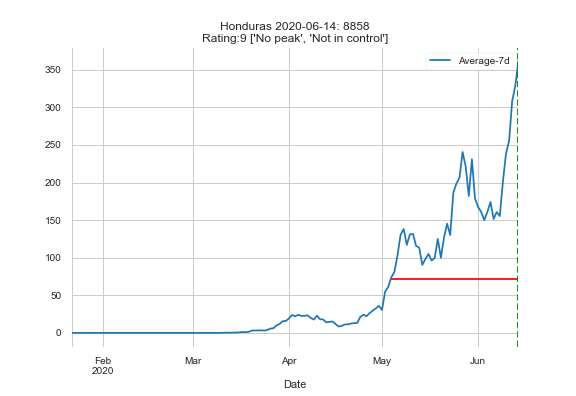 Honduras 2020-06-14: 8858
Rating:9 ['No peak', 'Not in control']
Average-7d
350
300
250
200
150
100
50
0
Feb
2020
Mar
Apr
May
Jun
Date